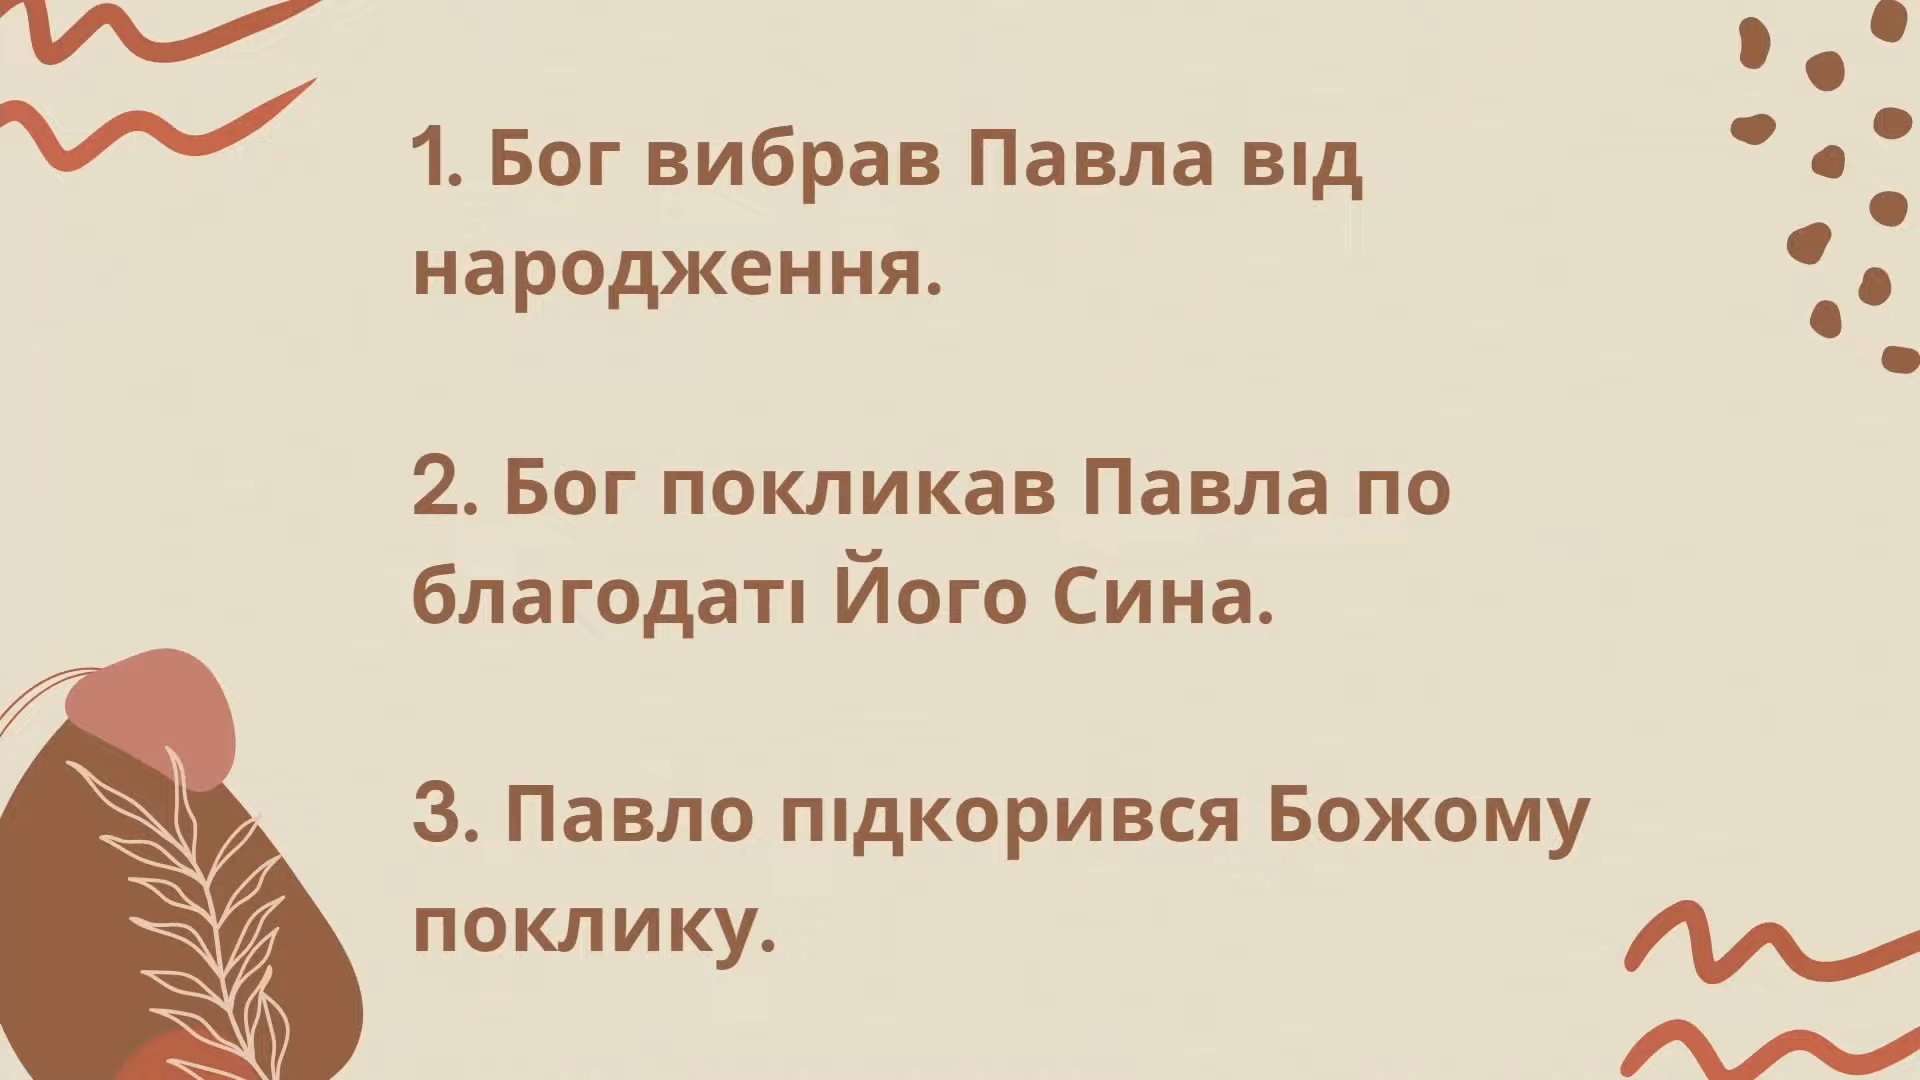 1. Бог вибрав Павла від
народження.
2. Бог покликав Павла по
благодаті Його Сина.
3. Павло підкорився Божому
поклику.